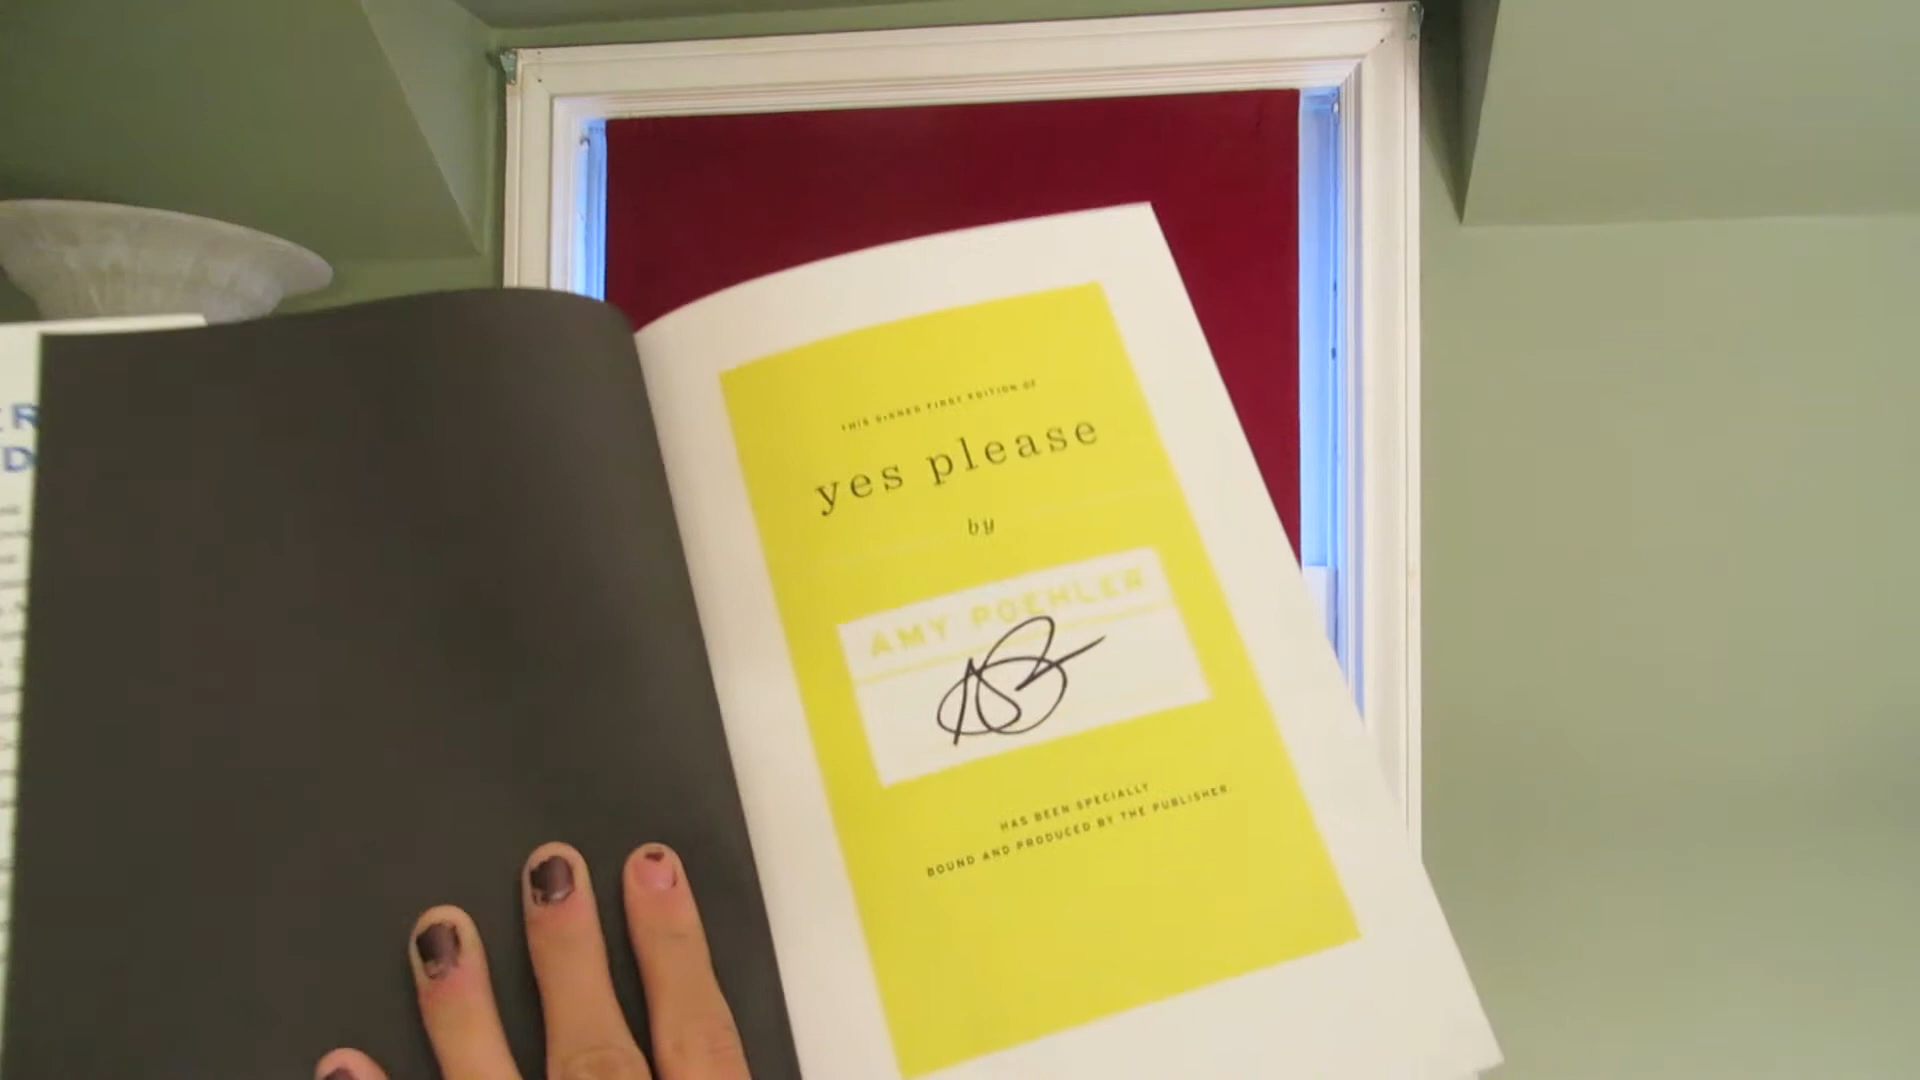 ER
D
THIS SIGNED FIRST EDITION OF
yes please
by
AMY POEHLER
HAS BEEN SPECIALLY
BOUND AND PRODUCED BY THE PUBLISHER.